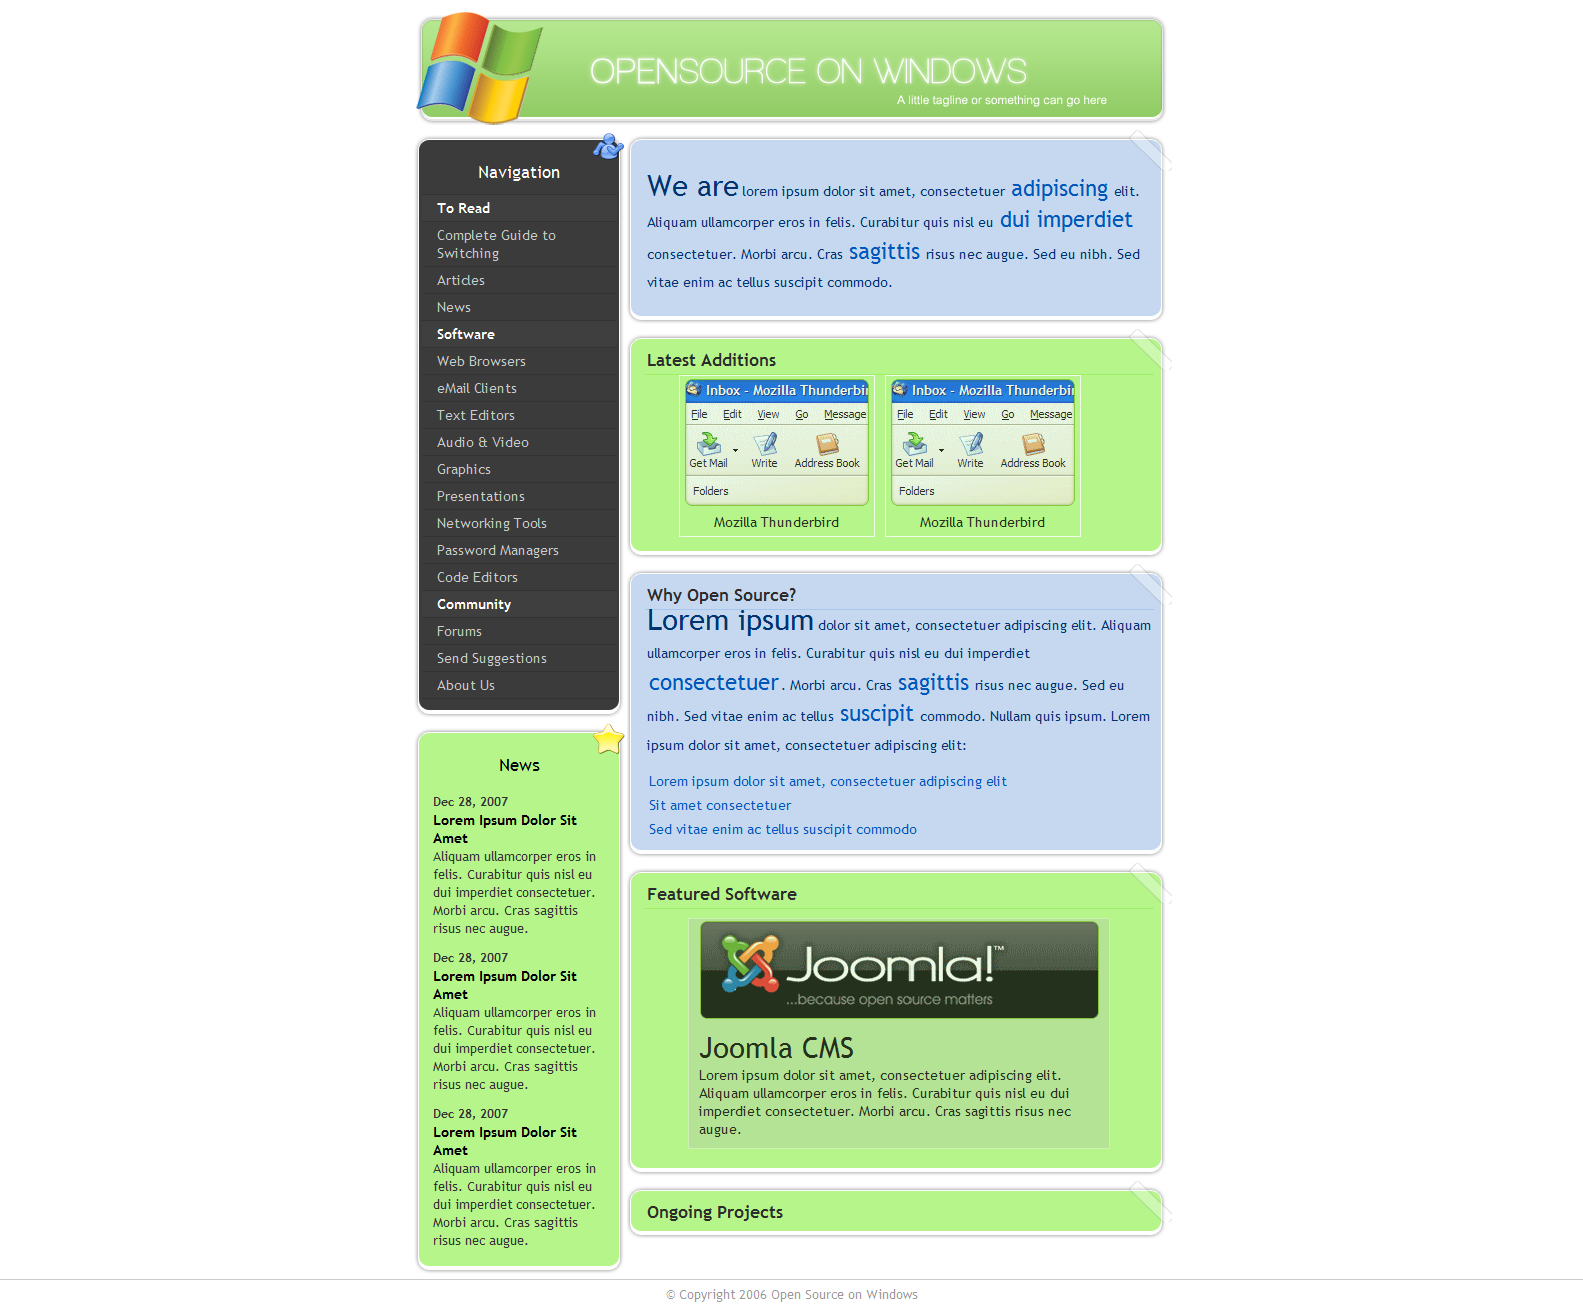 OPENSOURCE ON WINDOWS
A little tagline or something can go here
Navigation
To Read
Complete Guide to
Switching
Articles
News
Software
Web Browsers
eMail Clients
Text Editors
Audio & Video
Graphics
Presentations
Networking Tools
Password Managers
Code Editors
Community
Forums
Send Suggestions
About Us
News
Dec 28, 2007
Lorem Ipsum Dolor Sit
Amet
Aliquam ullamcorper eros in
felis. Curabitur quis nisl eu
dui imperdiet consectetuer.
Morbi arcu. Cras sagittis
risus nec augue.
Dec 28, 2007
Lorem Ipsum Dolor Sit
Amet
Aliquam ullamcorper eros in
felis. Curabitur quis nisl eu
dui imperdiet consectetuer.
Morbi arcu. Cras sagittis
risus nec augue.
Dec 28, 2007
Lorem Ipsum Dolor Sit
Amet
Aliquam ullamcorper eros in
felis. Curabitur quis nisl eu
dui imperdiet consectetuer.
Morbi arcu. Cras sagittis
risus nec augue.
We are lorem ipsum dolor sit amet, consectetuer adipiscing elit.
Aliquam ullamcorper eros in felis. Curabitur quis nisl eu dui imperdiet
consectetuer. Morbi arcu. Cras sagittis risus nec augue. Sed eu nibh. Sed
vitae enim ac tellus suscipit commodo.
Latest Additions
Inbox - Mozilla Thunderbir
File Edit View Go Message
Get Mail Write Address Book
Folders
Mozilla Thunderbird
Inbox - Mozilla Thunderbir
File Edit View Go Message
Get Mail Write Address Book
Folders
Mozilla Thunderbird
Why Open Source?
Lorem ipsum dolor sit amet, consectetuer adipiscing elit. Aliquam
ullamcorper eros in felis. Curabitur quis nisl eu dui imperdiet
consectetuer. Morbi arcu. Cras sagittis risus nec augue. Sed eu
nibh. Sed vitae enim ac tellus suscipit commodo. Nullam quis ipsum. Lorem
ipsum dolor sit amet, consectetuer adipiscing elit:
Lorem ipsum dolor sit amet, consectetuer adipiscing elit
Sit amet consectetuer
Sed vitae enim ac tellus suscipit commodo
Featured Software
Joomla!™
...because open source matters
Joomla CMS
Lorem ipsum dolor sit amet, consectetuer adipiscing elit.
Aliquam ullamcorper eros in felis. Curabitur quis nisl eu dui
imperdiet consectetuer. Morbi arcu. Cras sagittis risus nec
augue.
Ongoing Projects
© Copyright 2006 Open Source on Windows